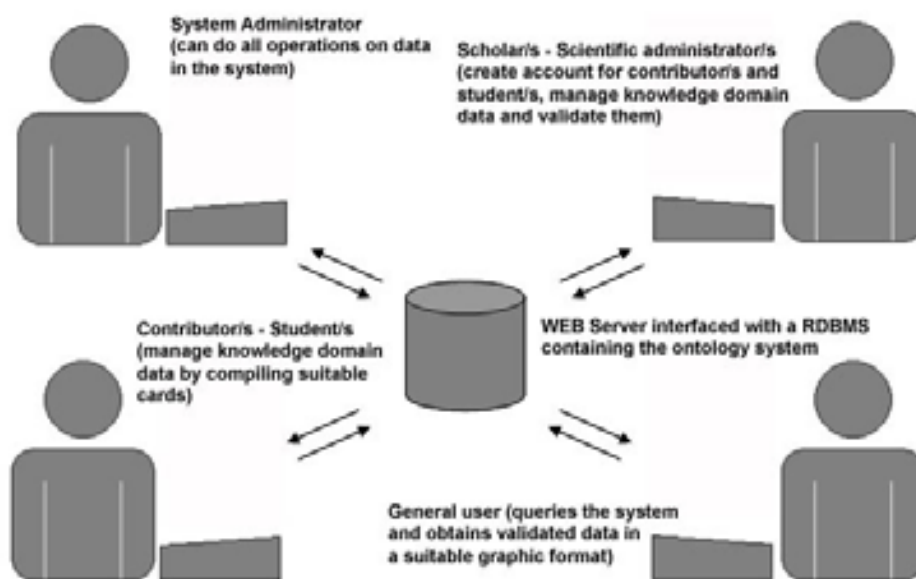 System Administrator
(can do all operations on data
in the system)
Scholar/s - Scientific administrator/s
(create account for contributor/s and
student/s, manage knowledge domain
data and validate them)
Contributor/s - Student/s
(manage knowledge domain
data by compiling suitable
cards)
WEB Server interfaced with a RDBMS
containing the ontology system
General user (queries the system
and obtains validated data in
a suitable graphic format)